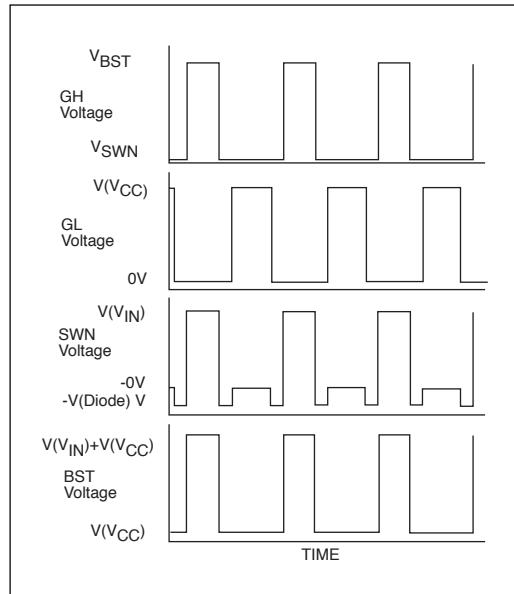 VBST
GH
Voltage
VSWN
V(VCC)
GL
Voltage
0V
V(VIN)
SWN
Voltage
-0V
-V(Diode) V
V(VIN)+V(VCC)
BST
Voltage
V(VCC)
TIME